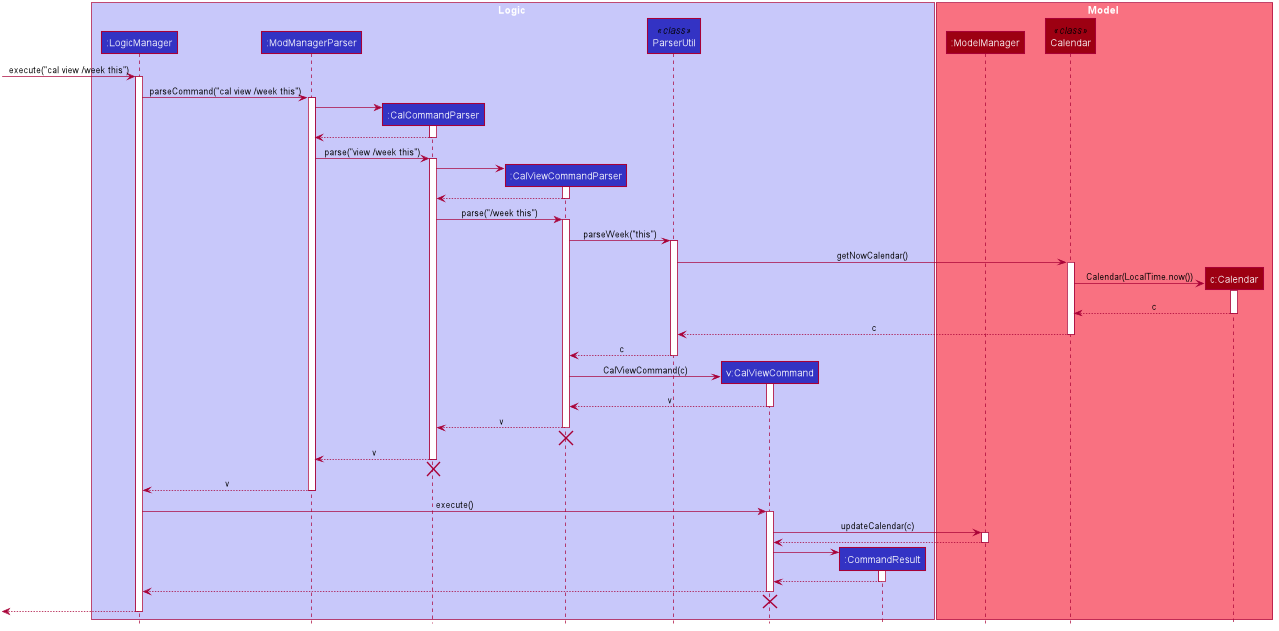 Logic
Model
«class»
ParserUtil
«class»
Calendar
:LogicManager
:ModManagerParser
:ModelManager
execute("cal view /week this")
parseCommand("cal view /week this")
:CalCommandParser
parse("view /week this")
:CalViewCommandParser
parse("/week this")
parseWeek("this")
getNowCalendar()
Calendar(LocalTime.now())
c:Calendar
c
c
c
CalViewCommand(c)
v:CalViewCommand
v
v
v
v
execute()
updateCalendar(c)
:CommandResult